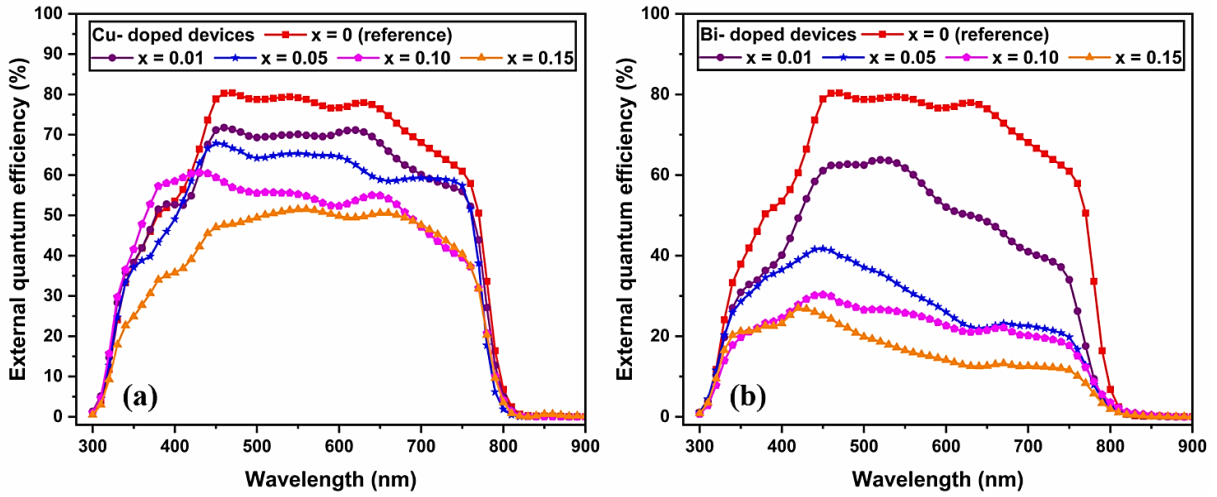 100
90
80
70
60
50
40
30
20
10
0
External quantum efficiency (%)
Cu- doped devices x = 0 (reference)
x = 0.01 x = 0.05 x = 0.10 x = 0.15
(a)
300 400 500 600 700 800 900
Wavelength (nm)
100
80
60
40
20
0
External quantum efficiency (%)
Bi- doped devices x = 0 (reference)
x = 0.01 x = 0.05 x = 0.10 x = 0.15
(b)
300 400 500 600 700 800 900
Wavelength (nm)